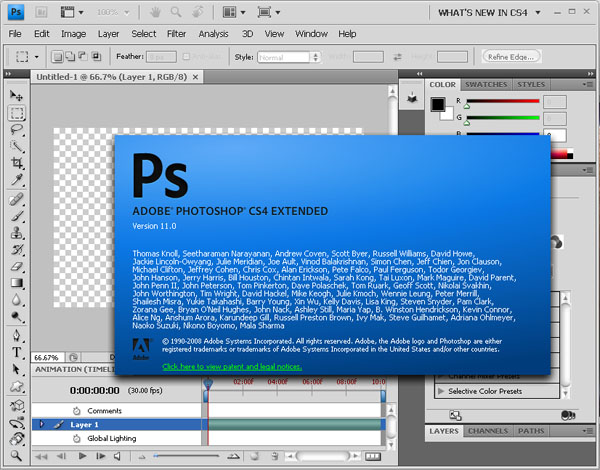 Ps
100%
WHAT'S NEW IN CS4
File Edit Image Layer Select Filter Analysis 3D View Window Help
Feather: 0 px Anti-alias Style: Normal Width: Height: Refine Edge...
Untitled-1 @ 66.7% (Layer 1, RGB/8)
COLOR SWATCHES STYLES
R
G
B
Ps
ADOBE® PHOTOSHOP® CS4 EXTENDED
Version 11.0
Thomas Knoll, Seetharaman Narayanan, Andrew Coven, Scott Byer, Russell Williams, David Howe,
Jackie Lincoln-Owyang, Julie Meridian, Joe Ault, Vinod Balakrishnan, Simon Chen, Jeff Chien, Jon Clauson,
Michael Clifton, Jeffrey Cohen, Chris Cox, Alan Erickson, Pete Falco, Paul Ferguson, Todor Georgiev,
John Hanson, Jerry Harris, Bill Houston, Chintan Intwala, Sarah Kong, Tai Luxon, Mark Maguire, David Parent,
John Penn II, John Peterson, Tom Pinkerton, Dave Polaschek, Tom Ruark, Geoff Scott, Nikolai Svakhin,
John Worthington, Tim Wright, David Hackel, Mike Keogh, Julie Kmoch, Wennie Leung, Peter Merrill,
Shailesh Misra, Yukie Takahashi, Barry Young, Xin Wu, Kelly Davis, Lisa King, Steven Snyder, Pam Clark,
Zorana Gee, Bryan O'Neil Hughes, John Nack, Ashley Still, Maria Yap, B. Winston Hendrickson, Kevin Connor,
Alice Ng, Anshum Arora, Karundeep Gill, Russell Preston Brown, Ivy Mak, Steve Guilhamet, Adriana Ohlmeyer,
Naoko Suzuki, Nkono Boyomo, Mala Sharma
© 1990-2008 Adobe Systems Incorporated. All rights reserved. Adobe, the Adobe logo and Photoshop are either
registered trademarks or trademarks of Adobe Systems Incorporated in the United States and/or other countries.
Adobe
Click here to view patent and legal notices.
66.67%
ANIMATION (TIMELI
0:00:00:00 (30.00 fps)
02:00f 04:00f 06:00f 08:00f 10:0
Comments
Layer 1
Global Lighting
Channel Mixer Presets
Selective Color Presets
LAYERS CHANNELS PATHS